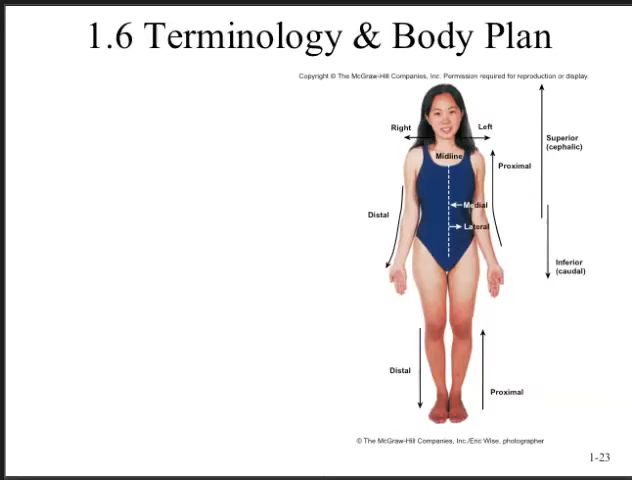 1.6 Terminology & Body Plan
Copyright © The McGraw-Hill Companies, Inc. Permission required for reproduction or display.
Right
Left
Superior
(cephalic)
Midline
Proximal
Medial
Distal
Lateral
Inferior
(caudal)
Distal
Proximal
© The McGraw-Hill Companies, Inc./Eric Wise, photographer
1-23